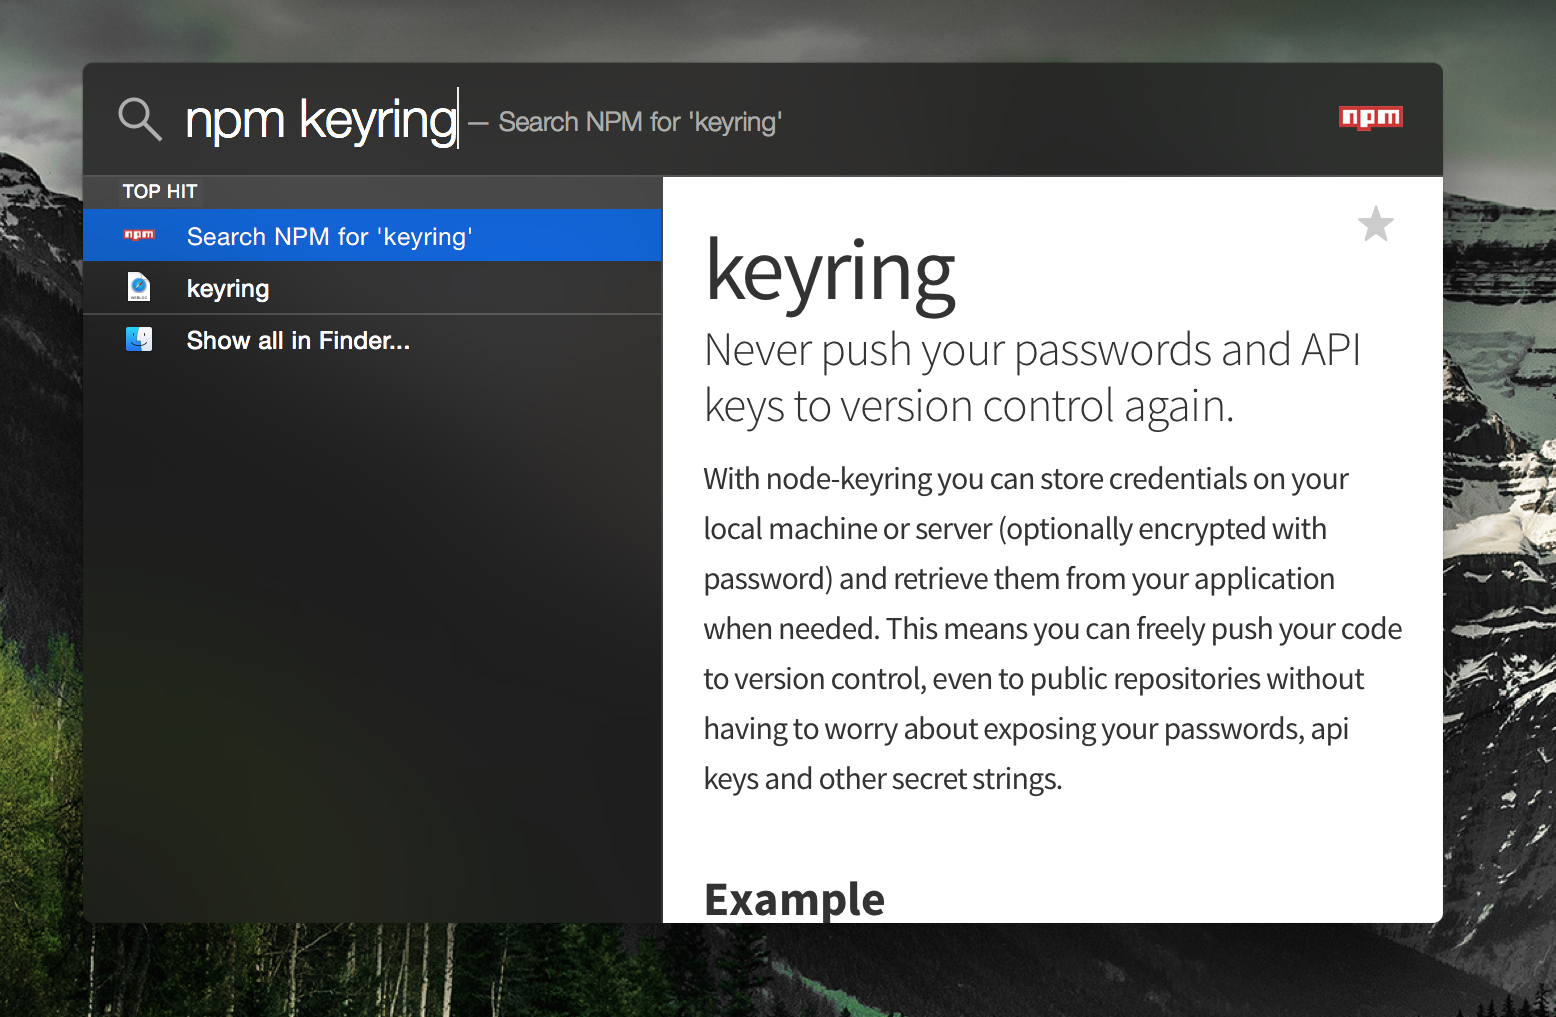 npm keyring — Search NPM for 'keyring'
npm
TOP HIT
npm Search NPM for 'keyring'
keyring
Show all in Finder...
keyring
Never push your passwords and API
keys to version control again.
With node-keyring you can store credentials on your
local machine or server (optionally encrypted with
password) and retrieve them from your application
when needed. This means you can freely push your code
to version control, even to public repositories without
having to worry about exposing your passwords, api
keys and other secret strings.
Example